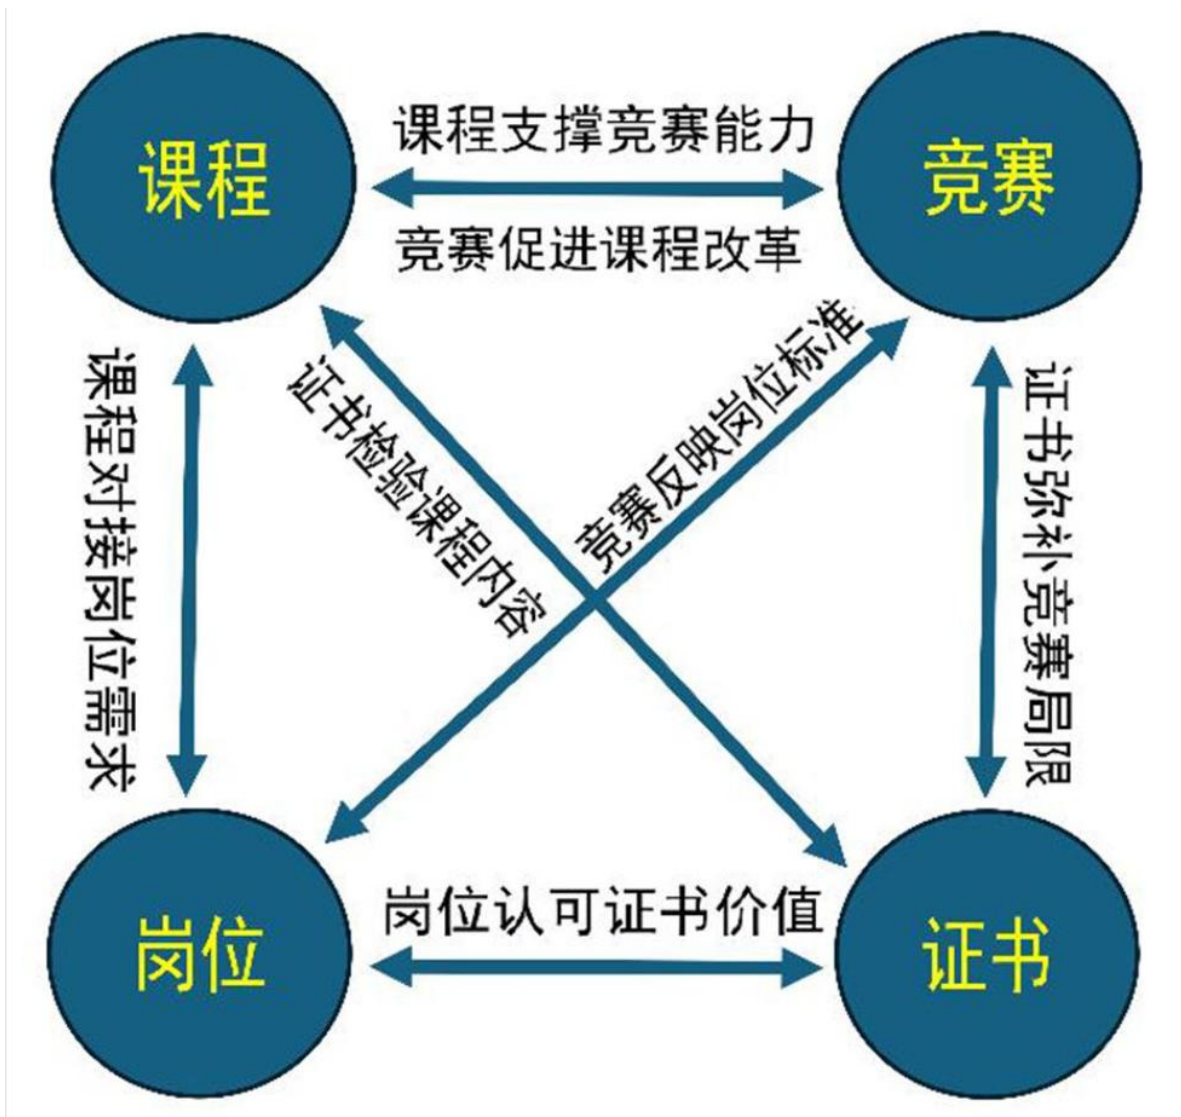 课程
课程支撑竞赛能力
竞赛
竞赛促进课程改革
课程对接岗位需求
证书检验课程内容
竞赛反映岗位标准
证书弥补竞赛局限
岗位
岗位认可证书价值
证书